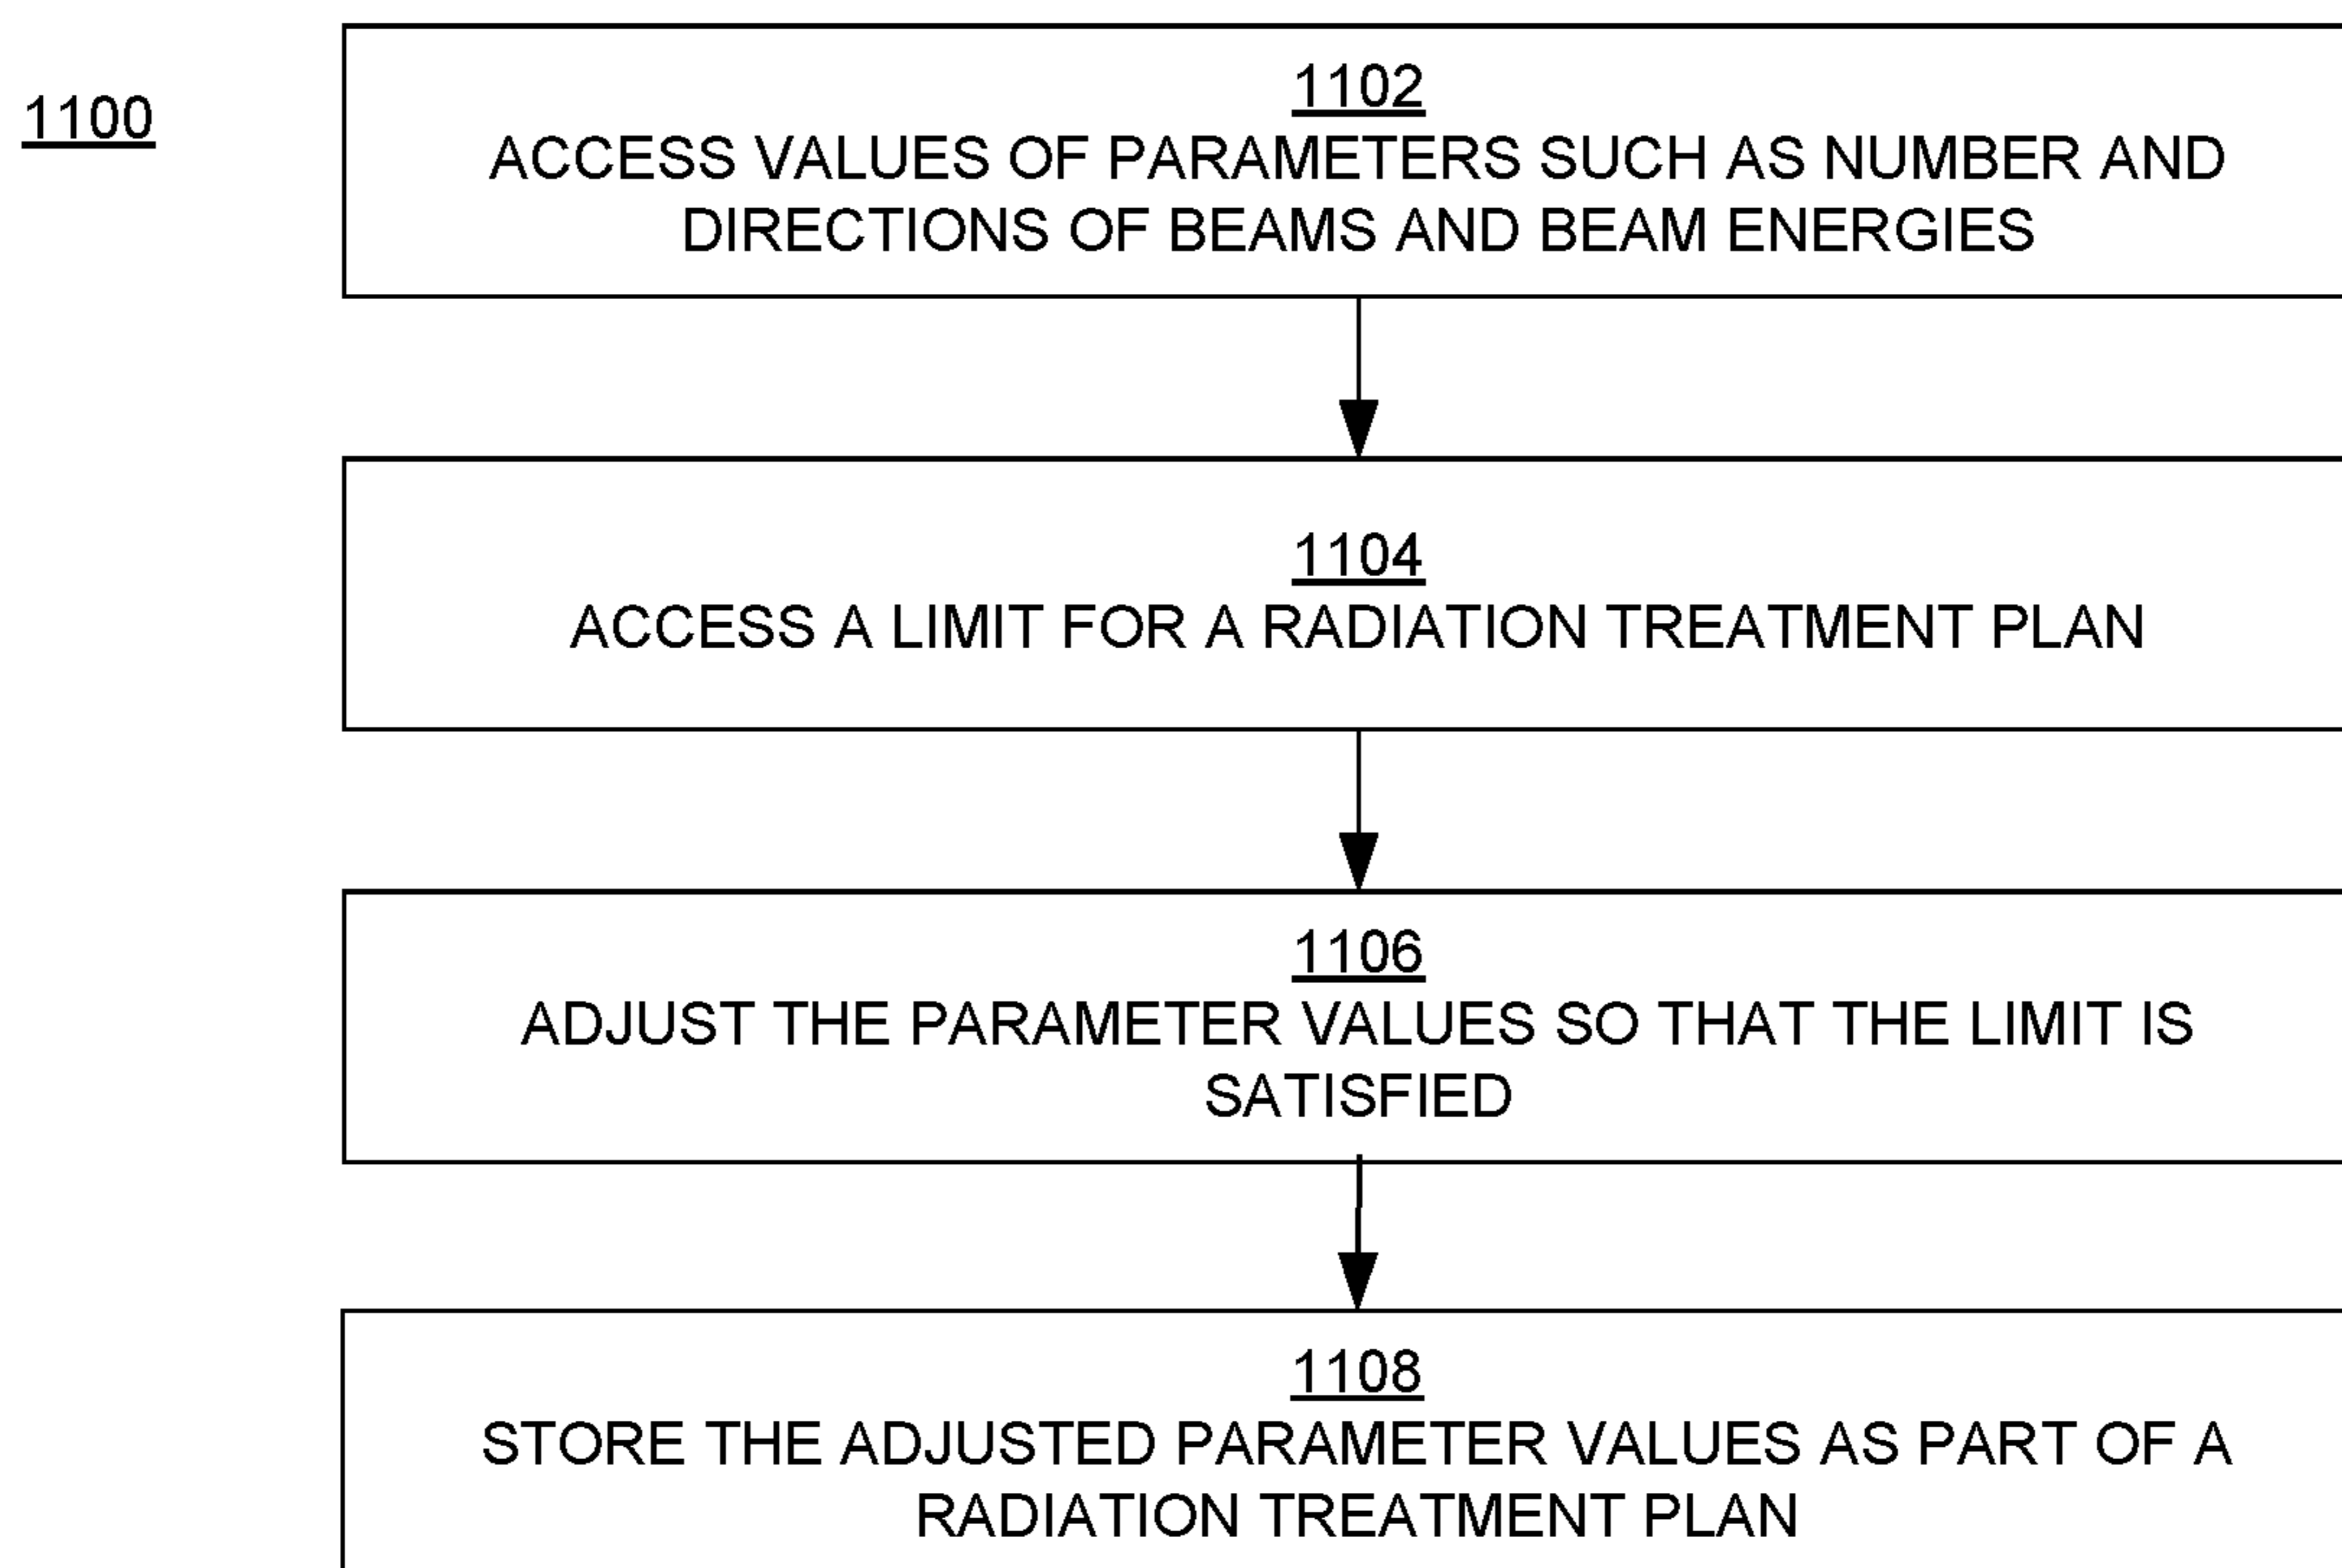 1100
1102
ACCESS VALUES OF PARAMETERS SUCH AS NUMBER AND
DIRECTIONS OF BEAMS AND BEAM ENERGIES
1104
ACCESS A LIMIT FOR A RADIATION TREATMENT PLAN
1106
ADJUST THE PARAMETER VALUES SO THAT THE LIMIT IS
SATISFIED
1108
STORE THE ADJUSTED PARAMETER VALUES AS PART OF A
RADIATION TREATMENT PLAN